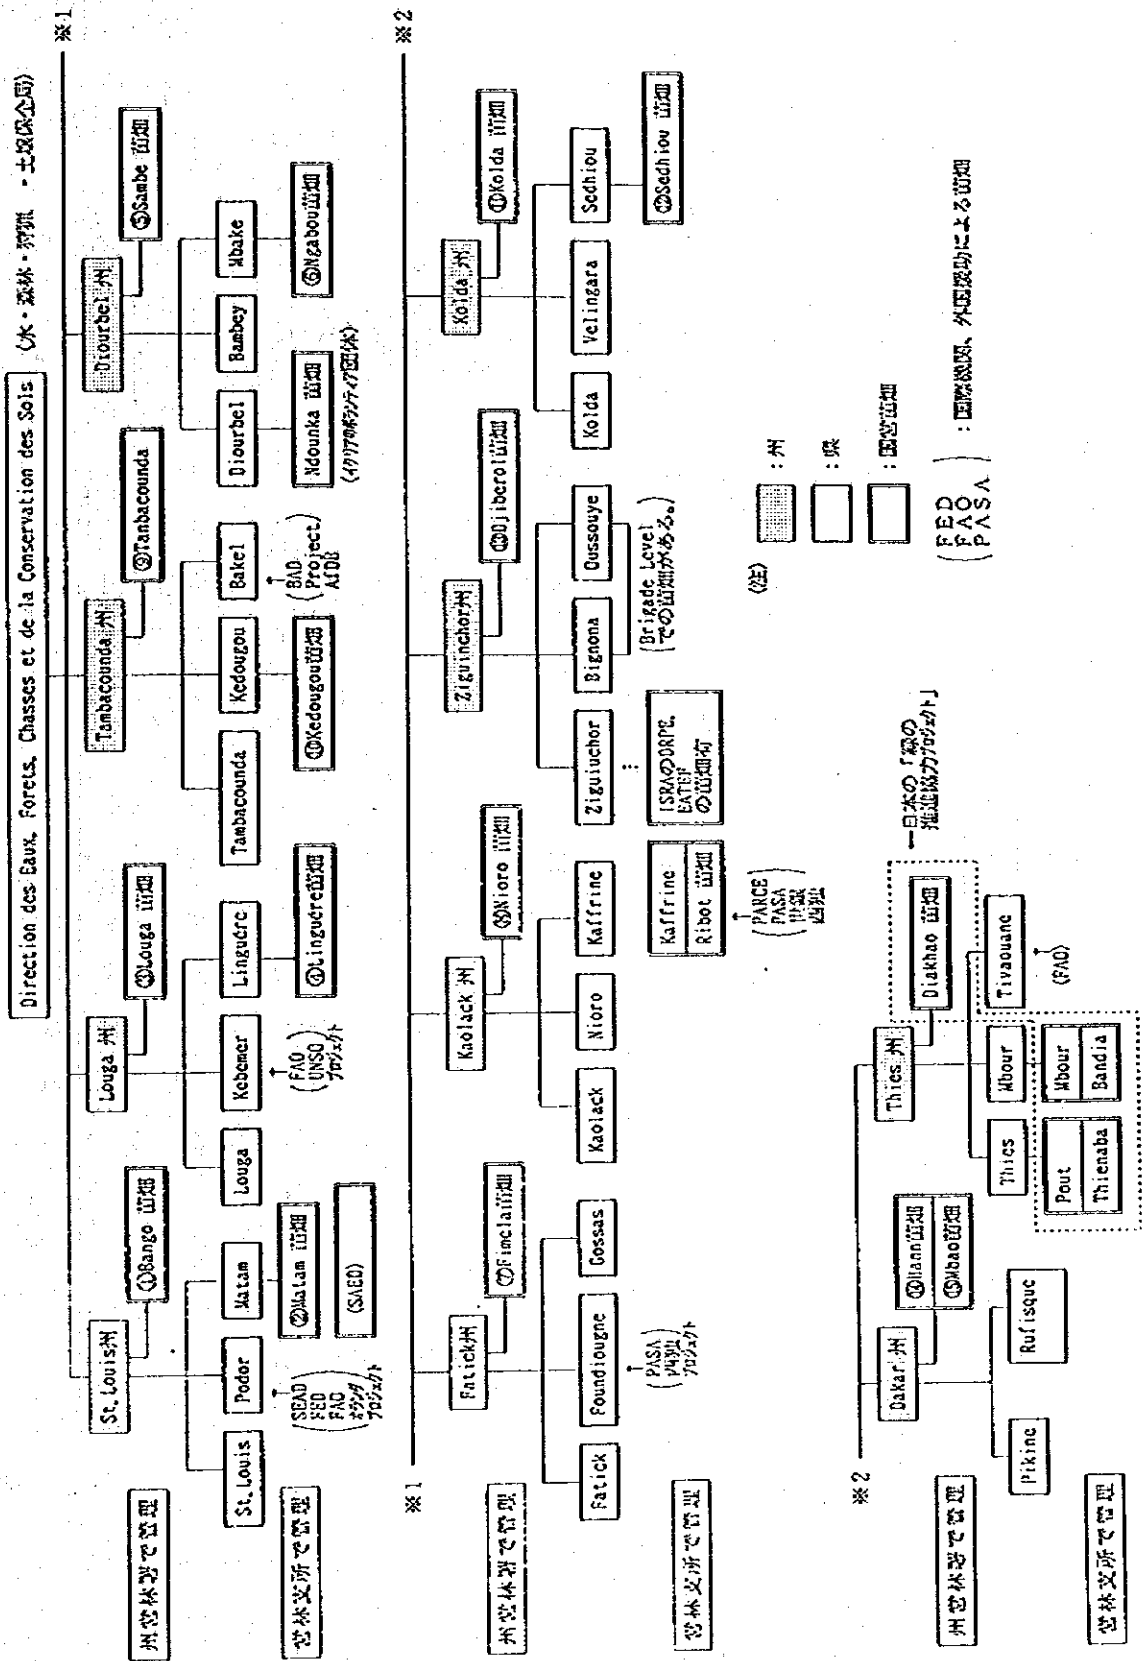 Direction des Eaux, Forets, Chasses et de la Conservation des Sols (水・森林・狩猟・土壌保全局)
※1
St.Louis州
Louga 州
Tambacounda 州
Diourbel 州
州営林署で管理
①Bango 苗畑
③Louga 苗畑
⑨Tanbacounda
⑤Sambe 苗畑
St.Louis
Podor
Matam
Louga
Kebemer
Linguere
Tambacounda
Kedougou
Bakel
Diourbel
Bambey
Mbake
営林支所で管理
(SEAD
FED
FAO
オランダ
プロジェクト)
②Matam 苗畑
(SAED)
(FAO
UNSO
プロジェクト)
④Linguere苗畑
⑩Kedougou苗畑
(BAD
Project
AfDB)
Ndounka 苗畑
(イタリアのボランティア団体)
⑥Ngabou苗畑
※1
※2
Fatick州
Kaolack 州
Ziguinchor州
Kolda 州
州営林署で管理
⑦Fimela苗畑
⑧Nioro 苗畑
⑬Djiberol苗畑
⑪Kolda 苗畑
Fatick
Foundiougne
Gossas
Kaolack
Nioro
Kaffrine
Ziguiuchor
Bignona
Oussouye
Kolda
Velingara
Sedhiou
営林支所で管理
(PASA
西独
プロジェクト)
Kaffrine
Ribot 苗畑
(PARCE
PASA
世銀
西独)
ISRAのDRPF,
EATEF
の苗畑有
(Brigade Level
での苗畑がある。)
⑫Sedhiou 苗畑
※2
Dakar 州
Thies 州
州営林署で管理
⑭Hann苗畑
⑮Mbao苗畑
Diakhao 苗畑
日本の「緑の
推進協力プロジェクト」
Pikine
Rufisque
Thies
Mbour
Tivaouane
営林支所で管理
Pout
Thienaba
Mbour
Bandia
(FAO)
(注)
:州
:県
:国営苗畑
(FED
FAO
PASA) :国際機関、外国援助による苗畑